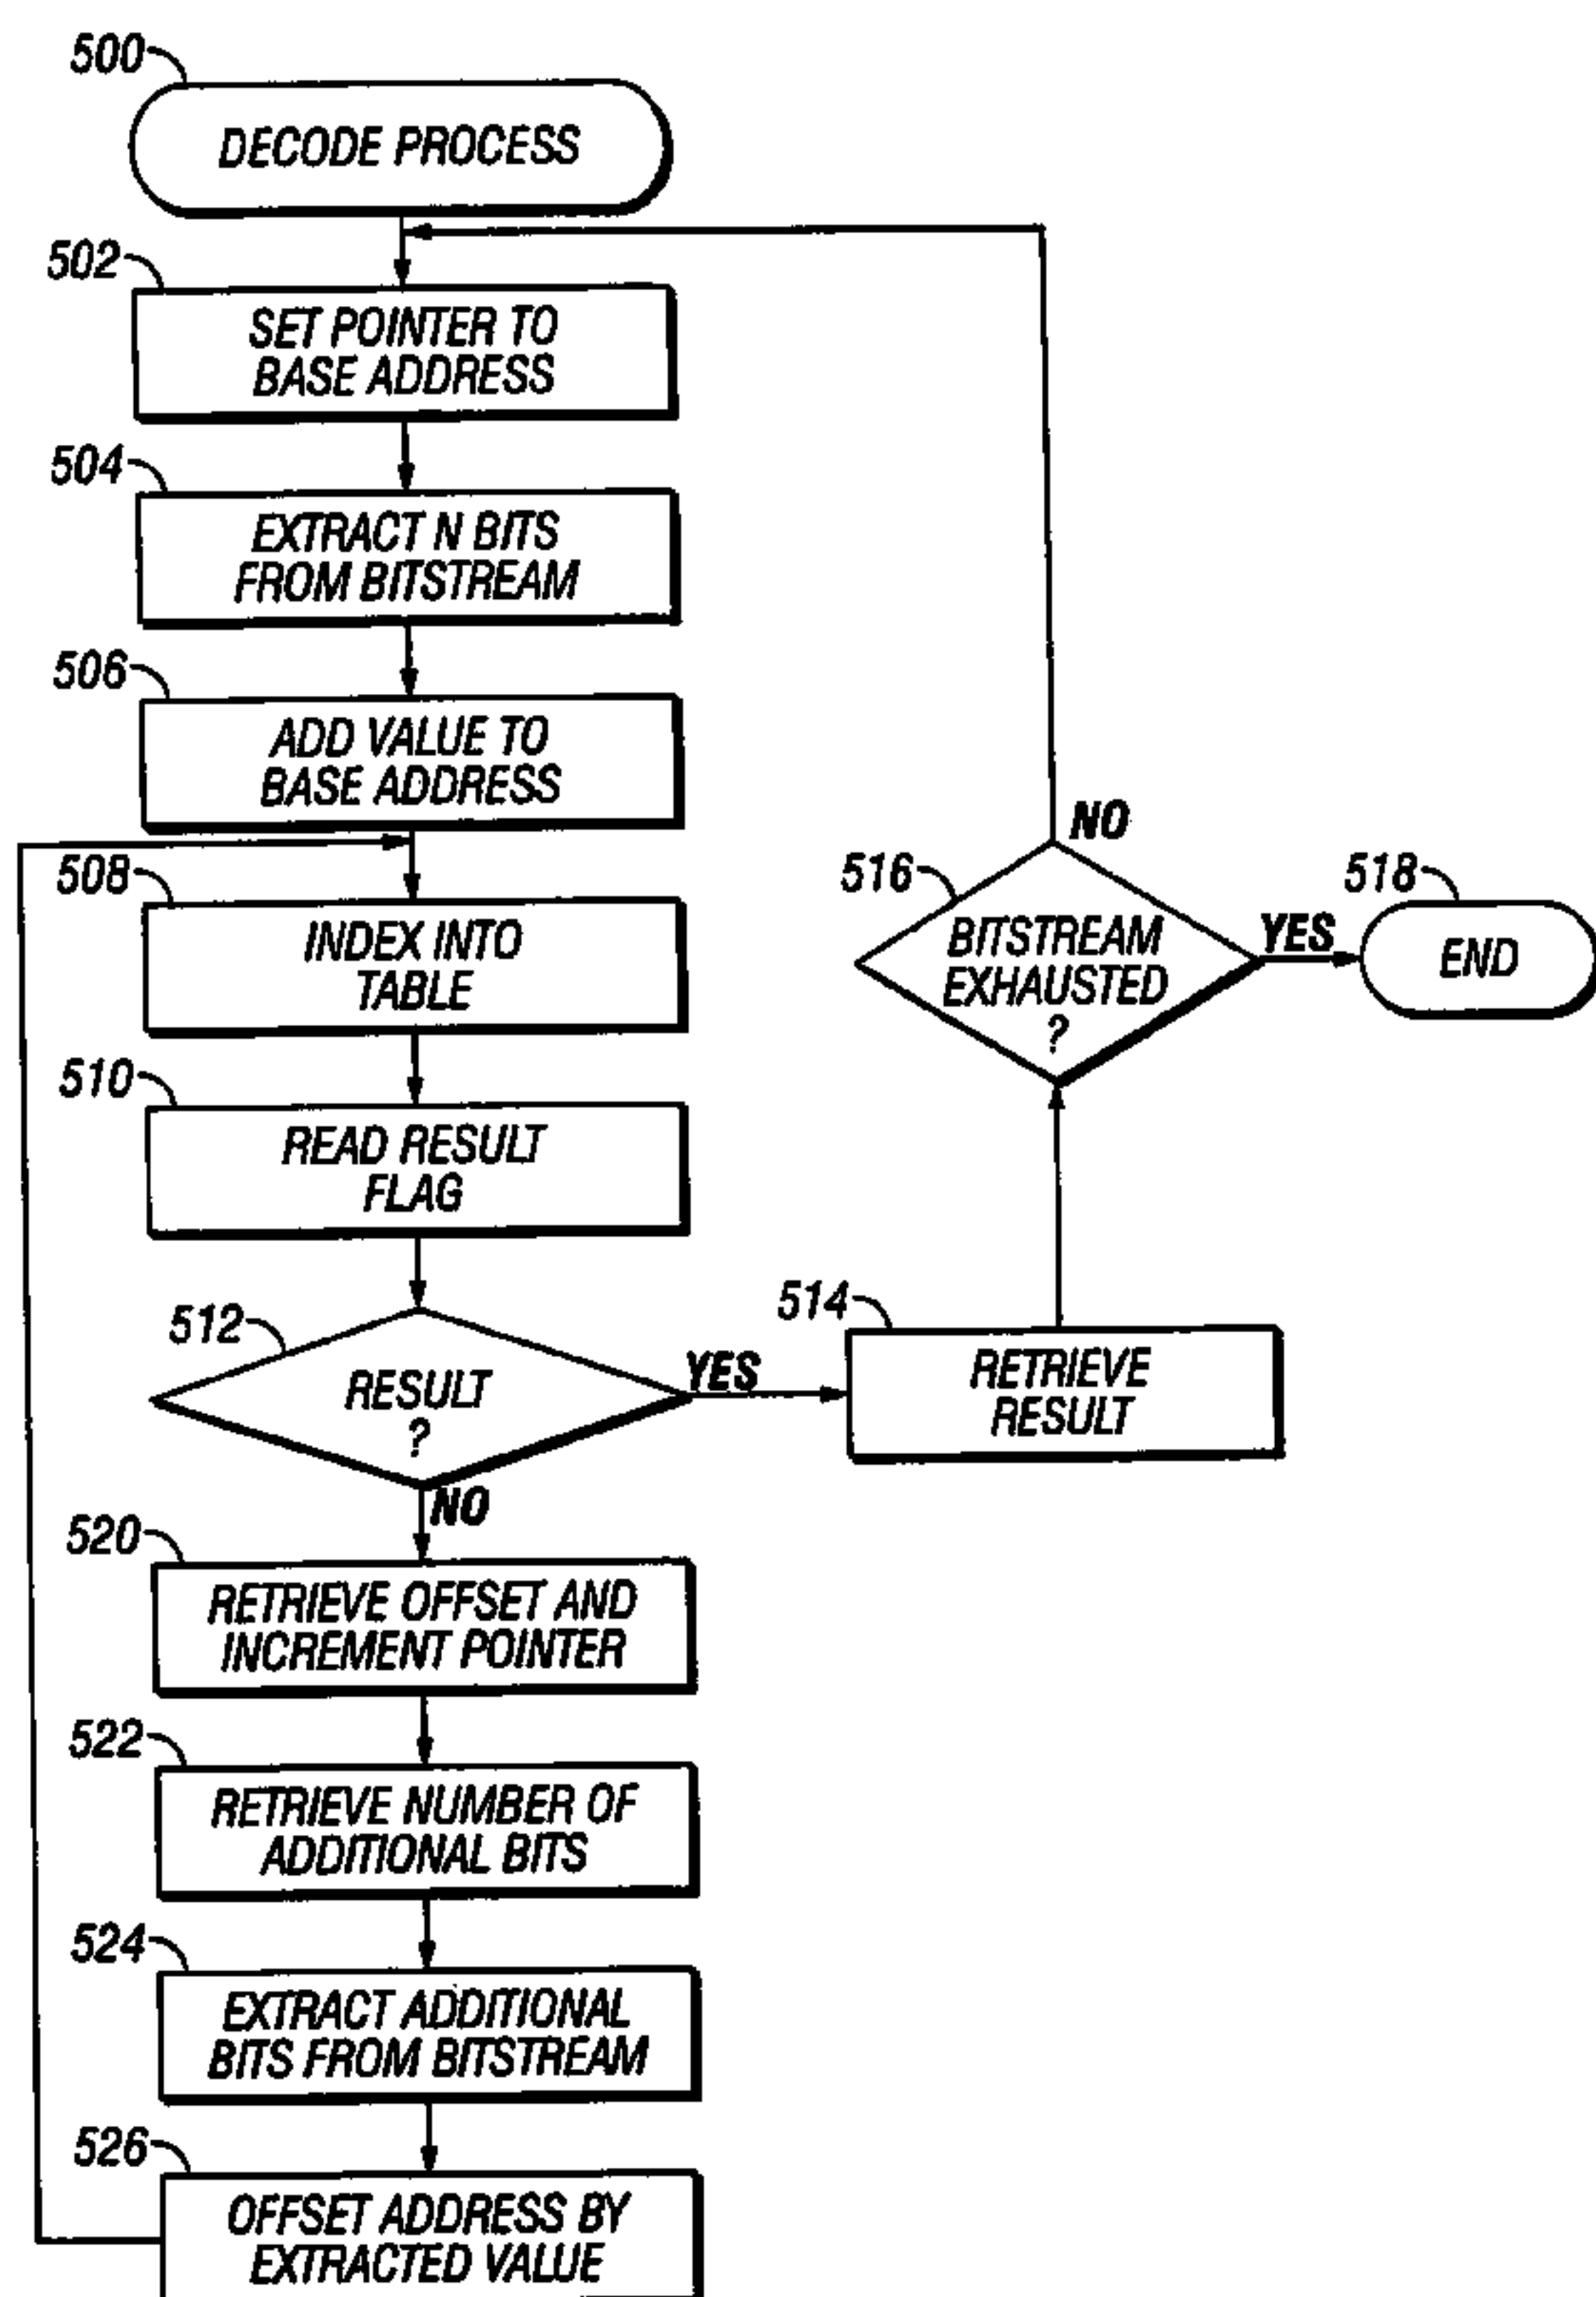 500
DECODE PROCESS
502
SET POINTER TO
BASE ADDRESS
504
EXTRACT N BITS
FROM BITSTREAM
506
ADD VALUE TO
BASE ADDRESS
508
INDEX INTO
TABLE
510
READ RESULT
FLAG
512
RESULT
?
YES
NO
514
RETRIEVE
RESULT
516
BITSTREAM
EXHAUSTED
?
NO
YES
518
END
520
RETRIEVE OFFSET AND
INCREMENT POINTER
522
RETRIEVE NUMBER OF
ADDITIONAL BITS
524
EXTRACT ADDITIONAL
BITS FROM BITSTREAM
526
OFFSET ADDRESS BY
EXTRACTED VALUE